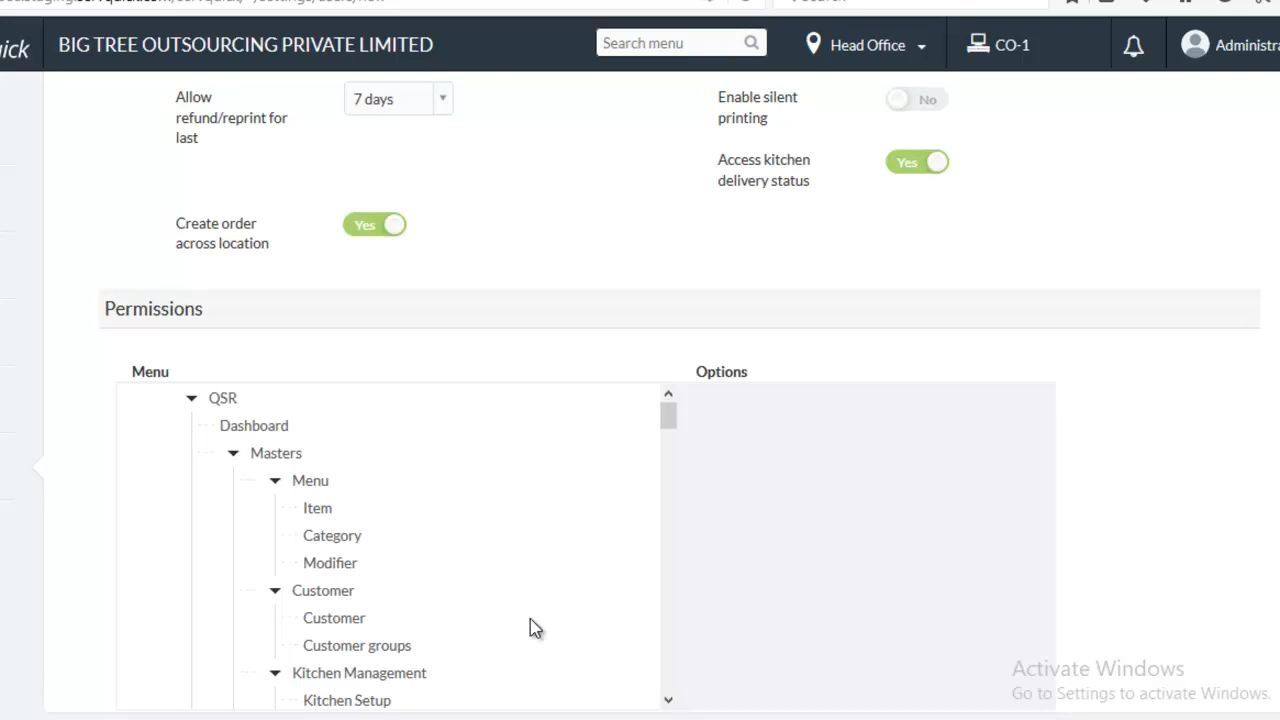 BIG TREE OUTSOURCING PRIVATE LIMITED
Search menu
Head Office
CO-1
Allow
refund/reprint for
last
7 days
Enable silent
printing
No
Access kitchen
delivery status
Yes
Create order
across location
Yes
Permissions
Menu
Options
QSR
Dashboard
Masters
Menu
Item
Category
Modifier
Customer
Customer
Customer groups
Kitchen Management
Kitchen Setup
Activate Windows
Go to Settings to activate Windows.